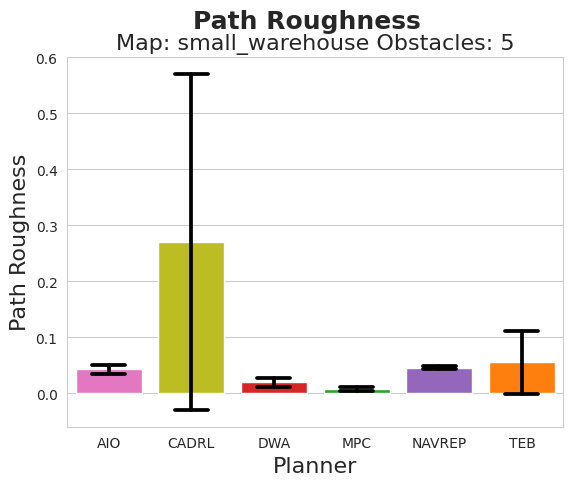 Path Roughness
Map: small_warehouse Obstacles: 5
Path Roughness
0.6
0.5
0.4
0.3
0.2
0.1
0.0
AIO CADRL DWA MPC NAVREP TEB
Planner